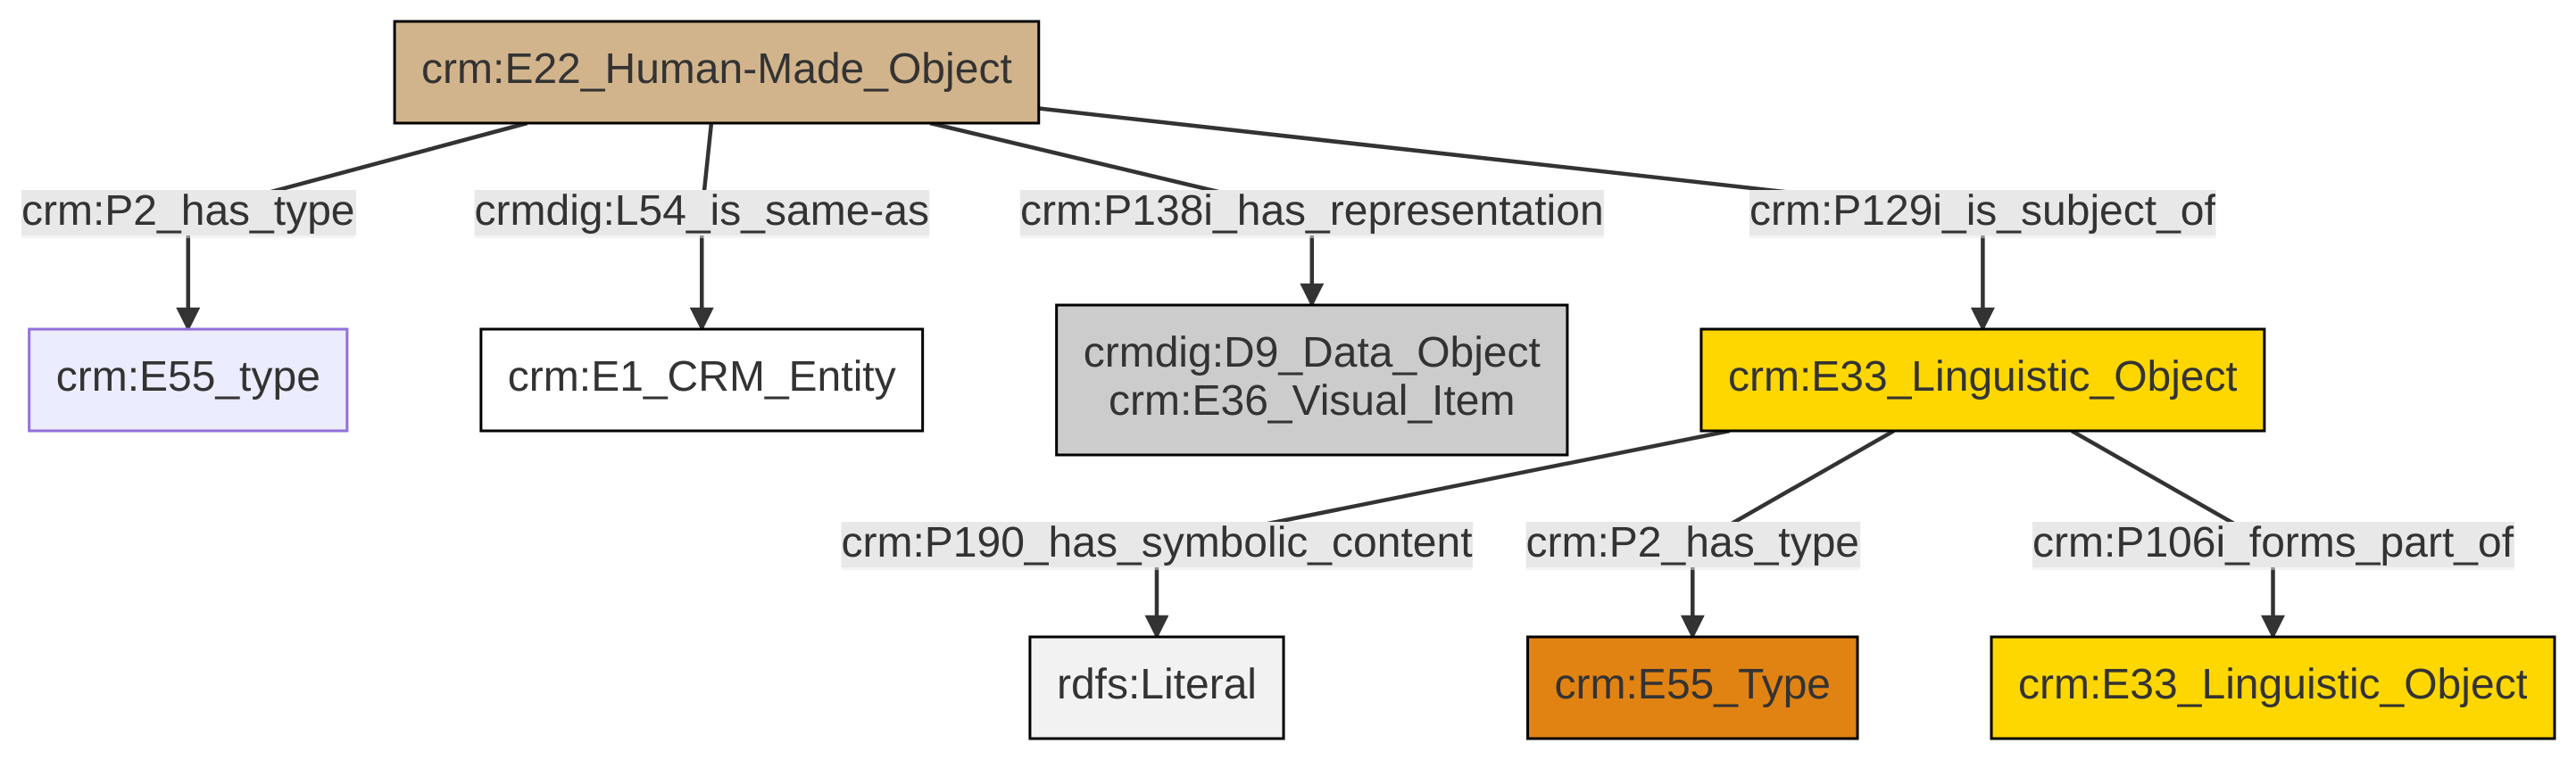 crm:E22_Human-Made_Object
crm:P2_has_type
crmdig:L54_is_same-as
crm:P138i_has_representation
crm:P129i_is_subject_of
crm:E55_type
crm:E1_CRM_Entity
crmdig:D9_Data_Object
crm:E36_Visual_Item
crm:E33_Linguistic_Object
crm:P190_has_symbolic_content
crm:P2_has_type
crm:P106i_forms_part_of
rdfs:Literal
crm:E55_Type
crm:E33_Linguistic_Object